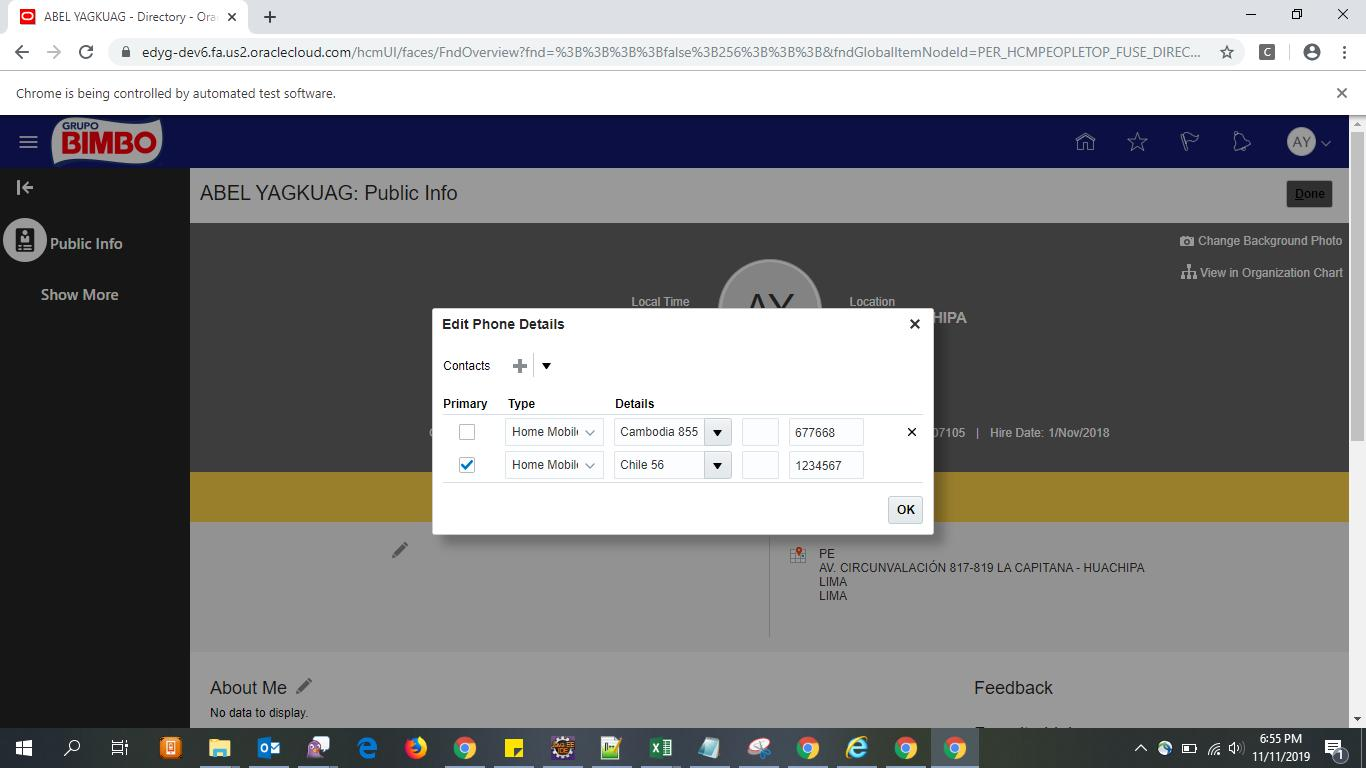 ABEL YAGKUAG - Directory - Ora
edyg-dev6.fa.us2.oraclecloud.com/hcmUI/faces/FndOverview?fnd=%3B%3B%3B%3Bfalse%3B256%3B%3B%3B&fndGlobalItemNodeId=PER_HCMPEOPLETOP_FUSE_DIREC...
C
Chrome is being controlled by automated test software.
GRUPO
BIMBO
AY
ABEL YAGKUAG: Public Info
Done
Public Info
Show More
Change Background Photo
View in Organization Chart
Local Time
AY
Location
HIPA
Edit Phone Details
Contacts
Primary Type Details
Home Mobil Cambodia 855 677668
Home Mobil Chile 56 1234567
07105 | Hire Date: 1/Nov/2018
OK
PE
AV. CIRCUNVALACIÓN 817-819 LA CAPITANA - HUACHIPA
LIMA
LIMA
About Me
No data to display.
Feedback
6:55 PM
11/11/2019
1